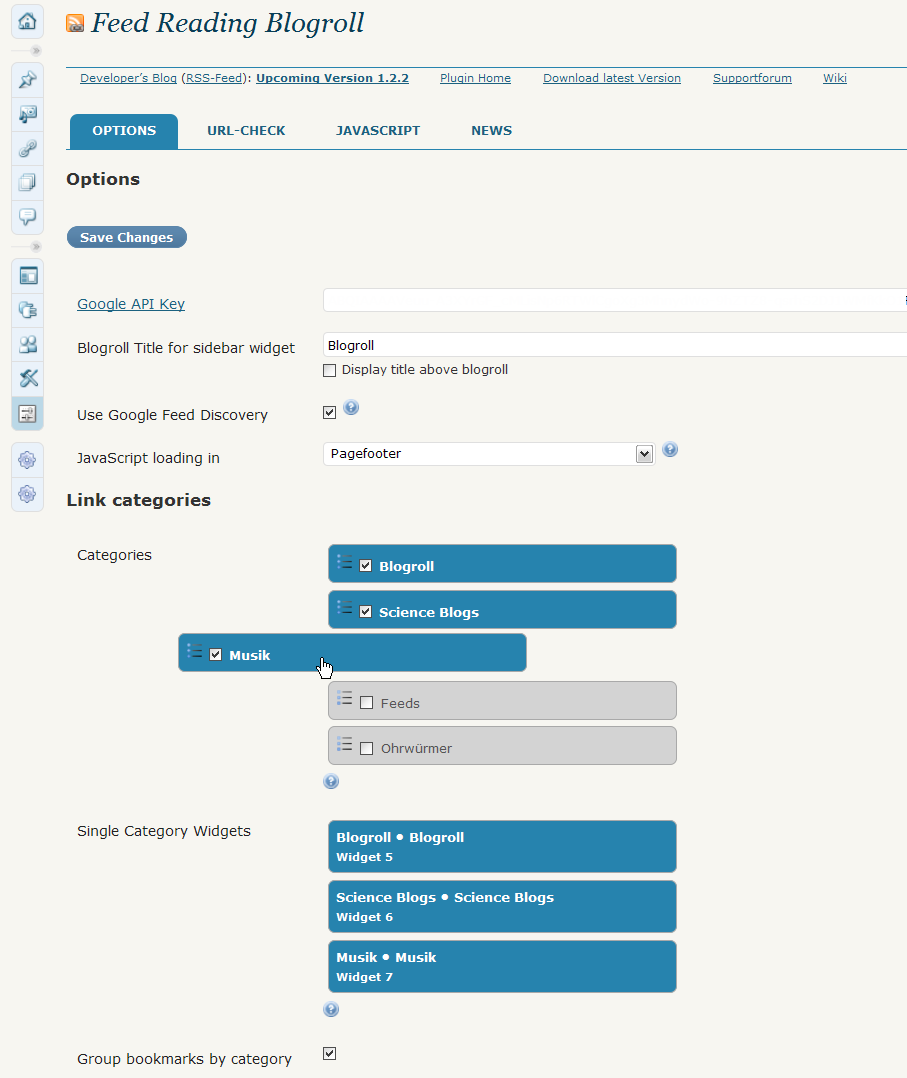 Feed Reading Blogroll
Developer's Blog (RSS-Feed): Upcoming Version 1.2.2 Plugin Home Download latest Version Supportforum Wiki
OPTIONS URL-CHECK JAVASCRIPT NEWS
Options
Save Changes
Google API Key
Blogroll Title for sidebar widget Blogroll
Display title above blogroll
Use Google Feed Discovery
JavaScript loading in Pagefooter
Link categories
Categories Blogroll
Science Blogs
Musik
Feeds
Ohrwürmer
Single Category Widgets Blogroll • Blogroll
Widget 5
Science Blogs • Science Blogs
Widget 6
Musik • Musik
Widget 7
Group bookmarks by category